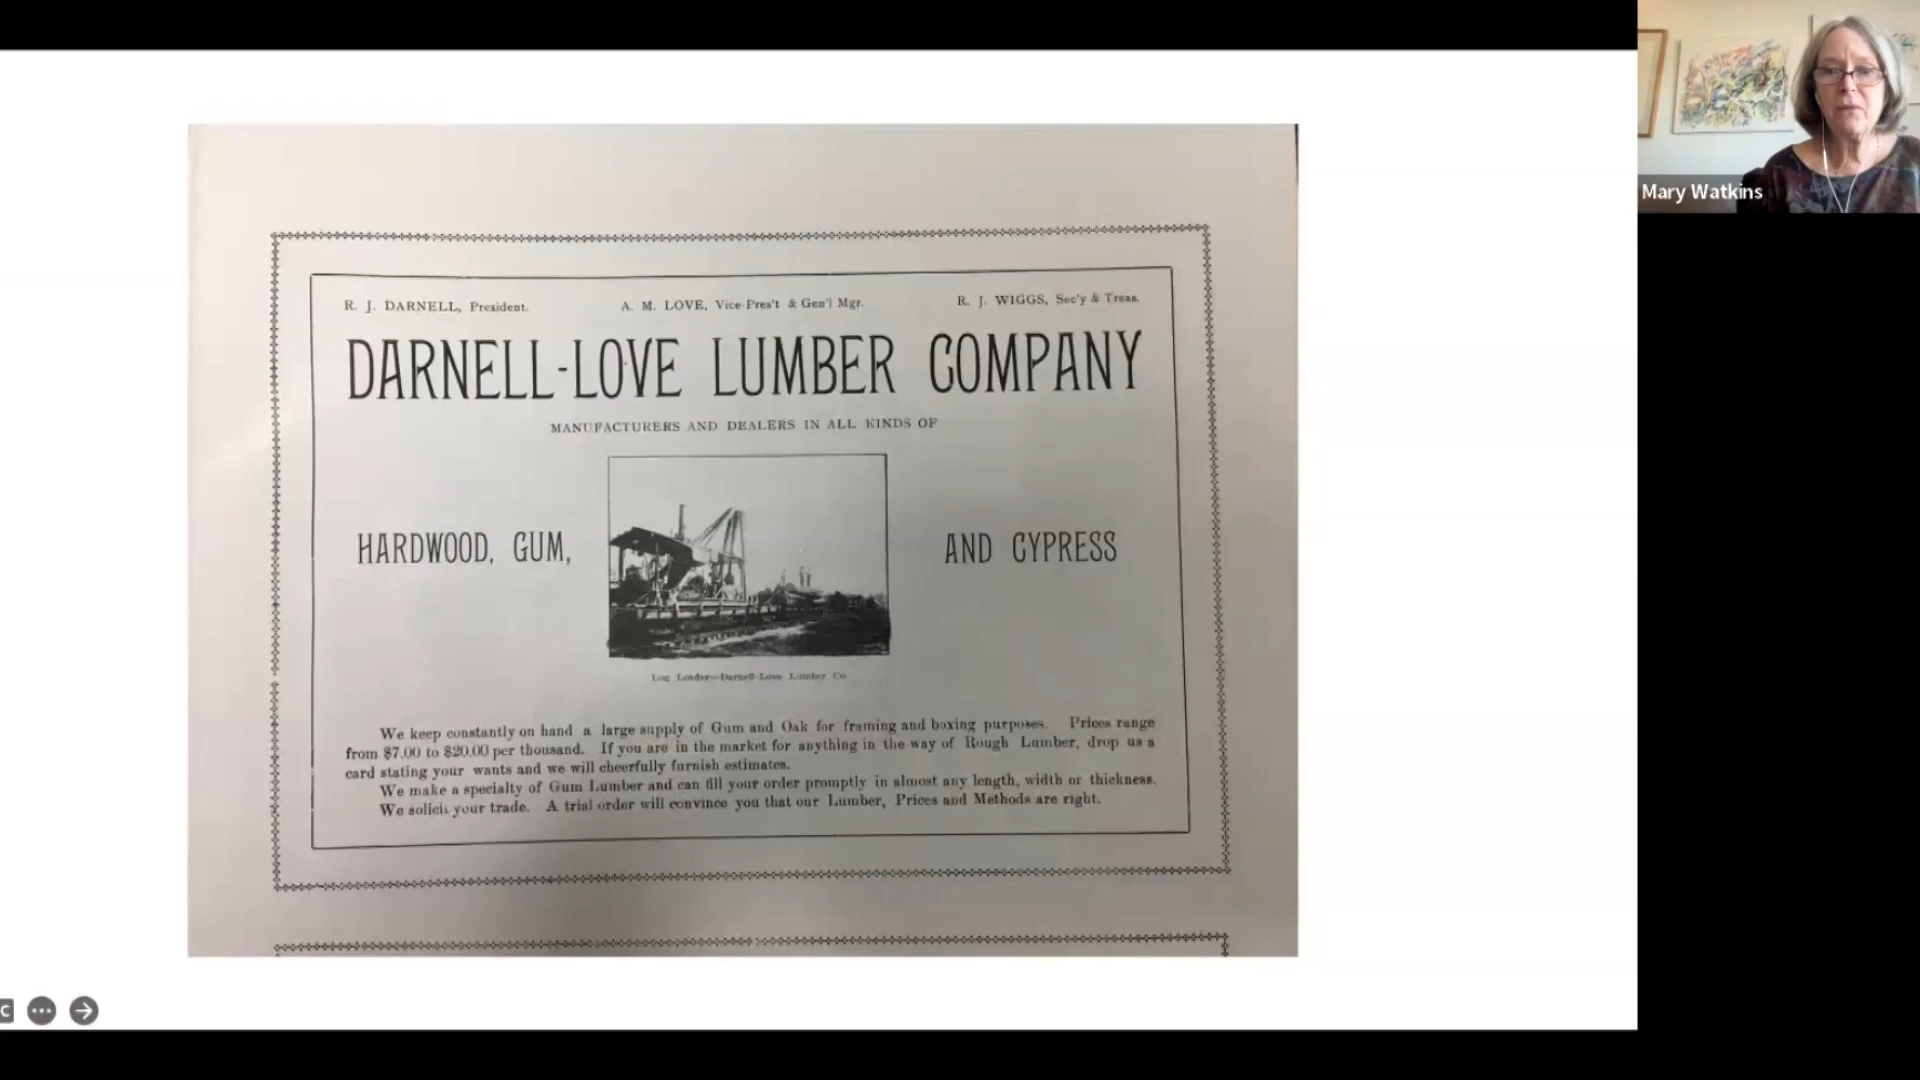 Mary Watkins
R. J. DARNELL, President. A. M. LOVE, Vice-Pres't & Gen'l Mgr. R. J. WIGGS, Sec'y & Treas.
DARNELL-LOVE LUMBER COMPANY
MANUFACTURERS AND DEALERS IN ALL KINDS OF
HARDWOOD, GUM, AND CYPRESS
Log Loader—Darnell-Love Lumber Co.
We keep constantly on hand a large supply of Gum and Oak for framing and boxing purposes. Prices range
from $7.00 to $20.00 per thousand. If you are in the market for anything in the way of Rough Lumber, drop us a
card stating your wants and we will cheerfully furnish estimates.
We make a specialty of Gum Lumber and can fill your order promptly in almost any length, width or thickness.
We solicit your trade. A trial order will convince you that our Lumber, Prices and Methods are right.